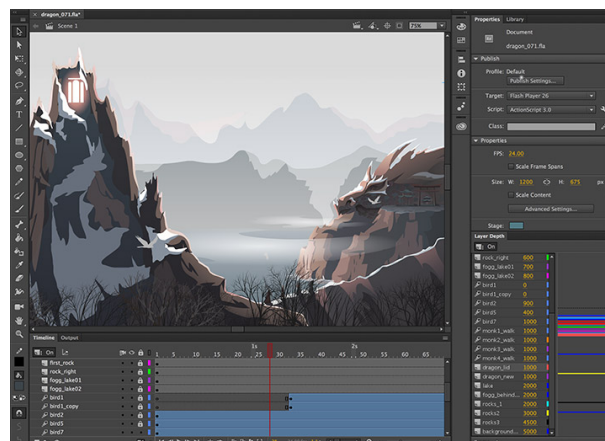 dragon_071.fla*
Scene 1
75%
Properties
Library
Document
dragon_071.fla
Publish
Profile: Default
Publish Settings...
Target: Flash Player 26
Script: ActionScript 3.0
Class:
Properties
FPS: 24.00
Scale Frame Spans
Size: W: 1200 H: 675 px
Scale Content
Advanced Settings...
Stage:
Layer Depth
On
rock_right 600
fogg_lake01 700
fogg_lake02 800
bird1 0
bird1_copy 0
bird2 900
bird5 400
bird7 1000
monk1_walk 1000
monk2_walk 1000
monk3_walk 1000
monk4_walk 1000
dragon_lid 1000
dragon_new 1000
lake 2000
fogg_behind... 2000
rocks_1 2000
rocks2 3000
rocks3 4500
background... 5000
Timeline
Output
On
1s
2s
1 5 10 15 20 25 30 35 40 45 50 55 60 65
first_rock
rock_right
fogg_lake01
fogg_lake02
bird1
bird1_copy
bird2
bird5
bird7